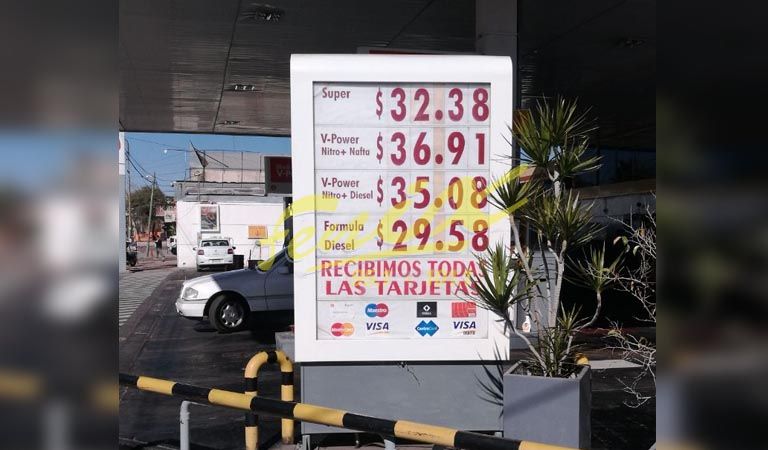 Super $32.38
V-Power
Nitro+ Nafta $36.91
V-Power
Nitro+ Diesel $35.08
Formula
Diesel $29.58
RECIBIMOS TODAS
LAS TARJETAS
Maestro
MasterCard VISA VISA
V-P